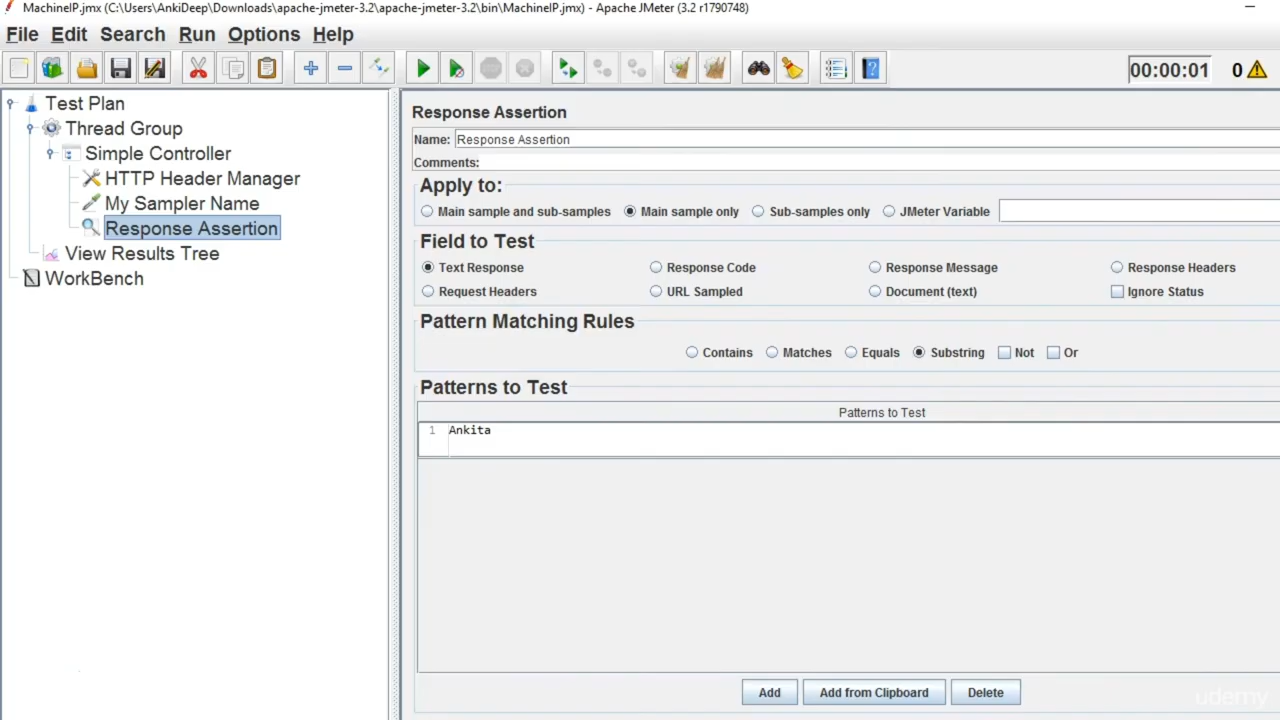 MachineIP.jmx (C:\Users\AnkiDeep\Downloads\apache-jmeter-3.2\apache-jmeter-3.2\bin\MachineIP.jmx) - Apache JMeter (3.2 r1790748)
File Edit Search Run Options Help
00:00:01 0
Test Plan
Thread Group
Simple Controller
HTTP Header Manager
My Sampler Name
Response Assertion
View Results Tree
WorkBench
Response Assertion
Name: Response Assertion
Comments:
Apply to:
Main sample and sub-samples Main sample only Sub-samples only JMeter Variable
Field to Test
Text Response Response Code Response Message Response Headers
Request Headers URL Sampled Document (text) Ignore Status
Pattern Matching Rules
Contains Matches Equals Substring Not Or
Patterns to Test
Patterns to Test
1 Ankita
Add Add from Clipboard Delete
udemy